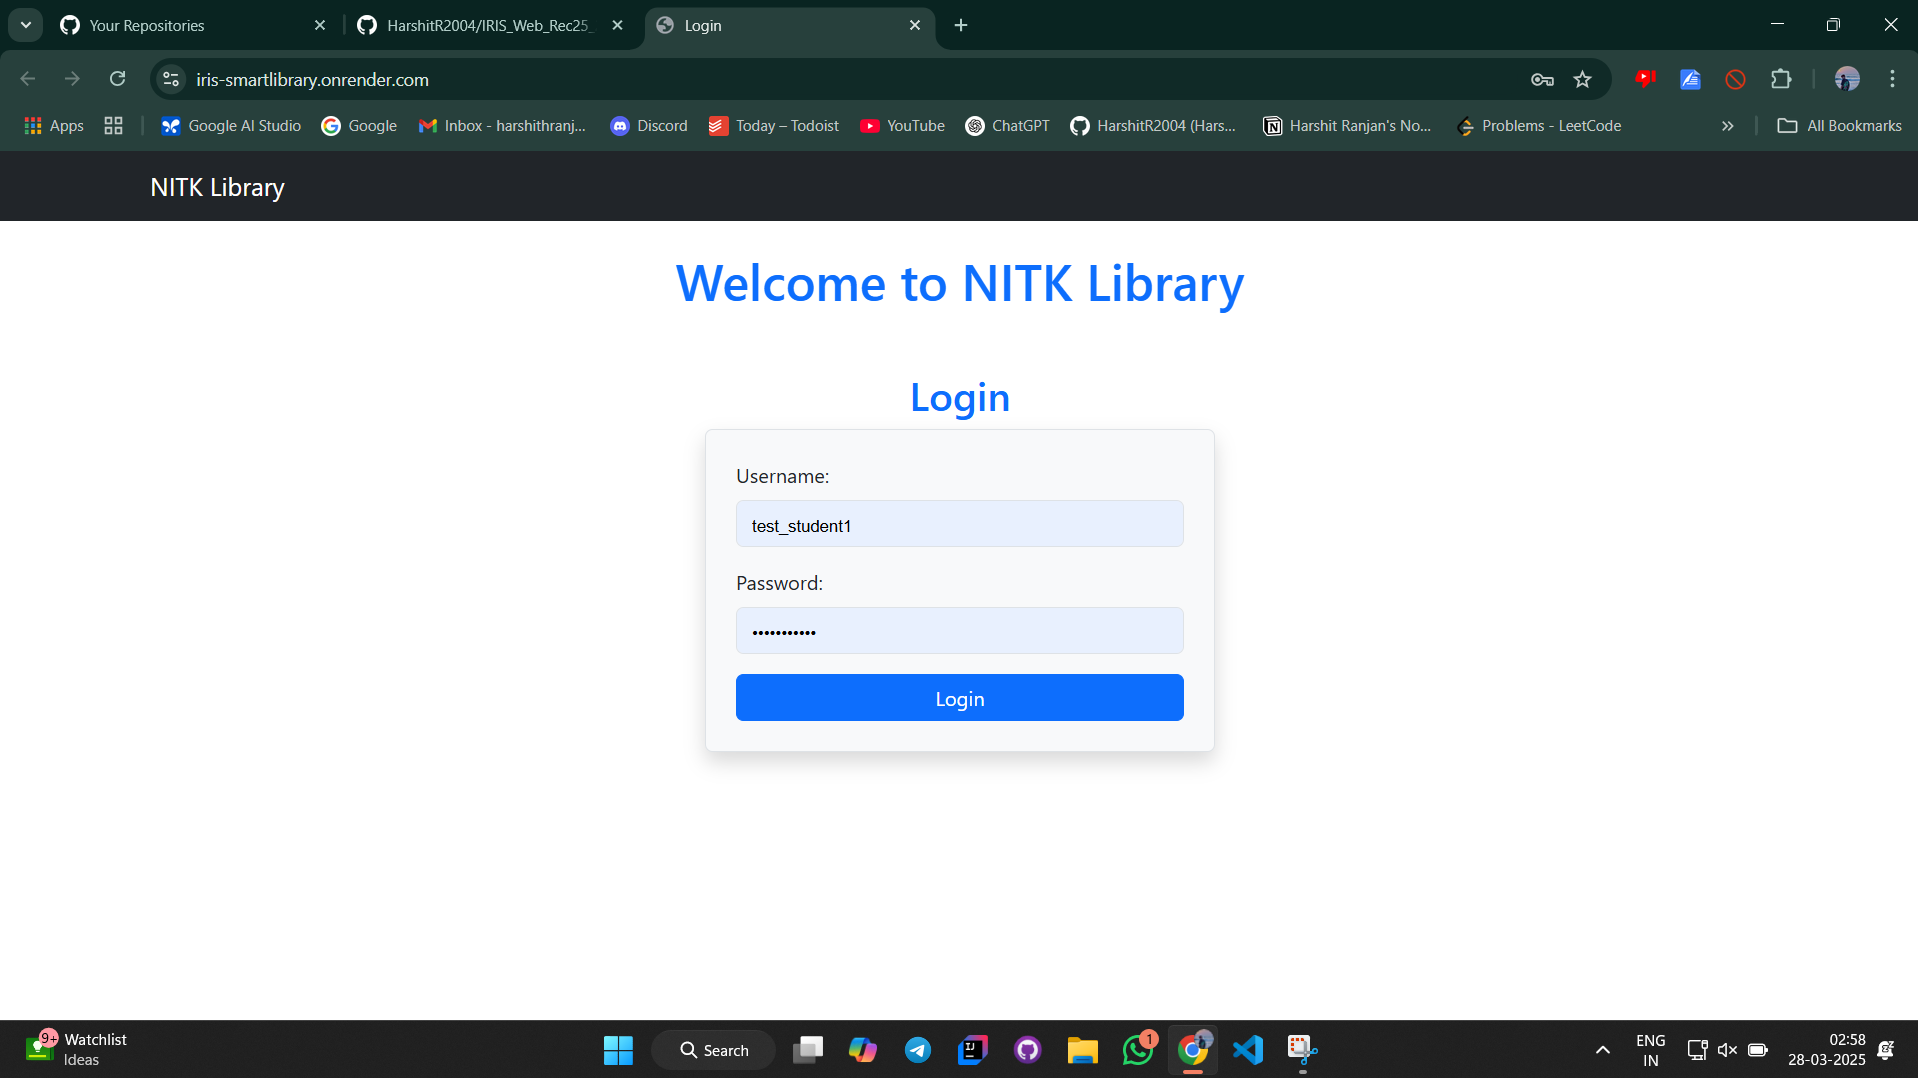 Your Repositories
HarshitR2004/IRIS_Web_Rec25_
Login
iris-smartlibrary.onrender.com
Apps
Google AI Studio
Google
Inbox - harshithranj...
Discord
Today – Todoist
YouTube
ChatGPT
HarshitR2004 (Hars...
Harshit Ranjan's No...
Problems - LeetCode
All Bookmarks
NITK Library
Welcome to NITK Library
Login
Username:
test_student1
Password:
Login
9+
Watchlist
Ideas
Search
IJ
1
ENG
IN
02:58
28-03-2025